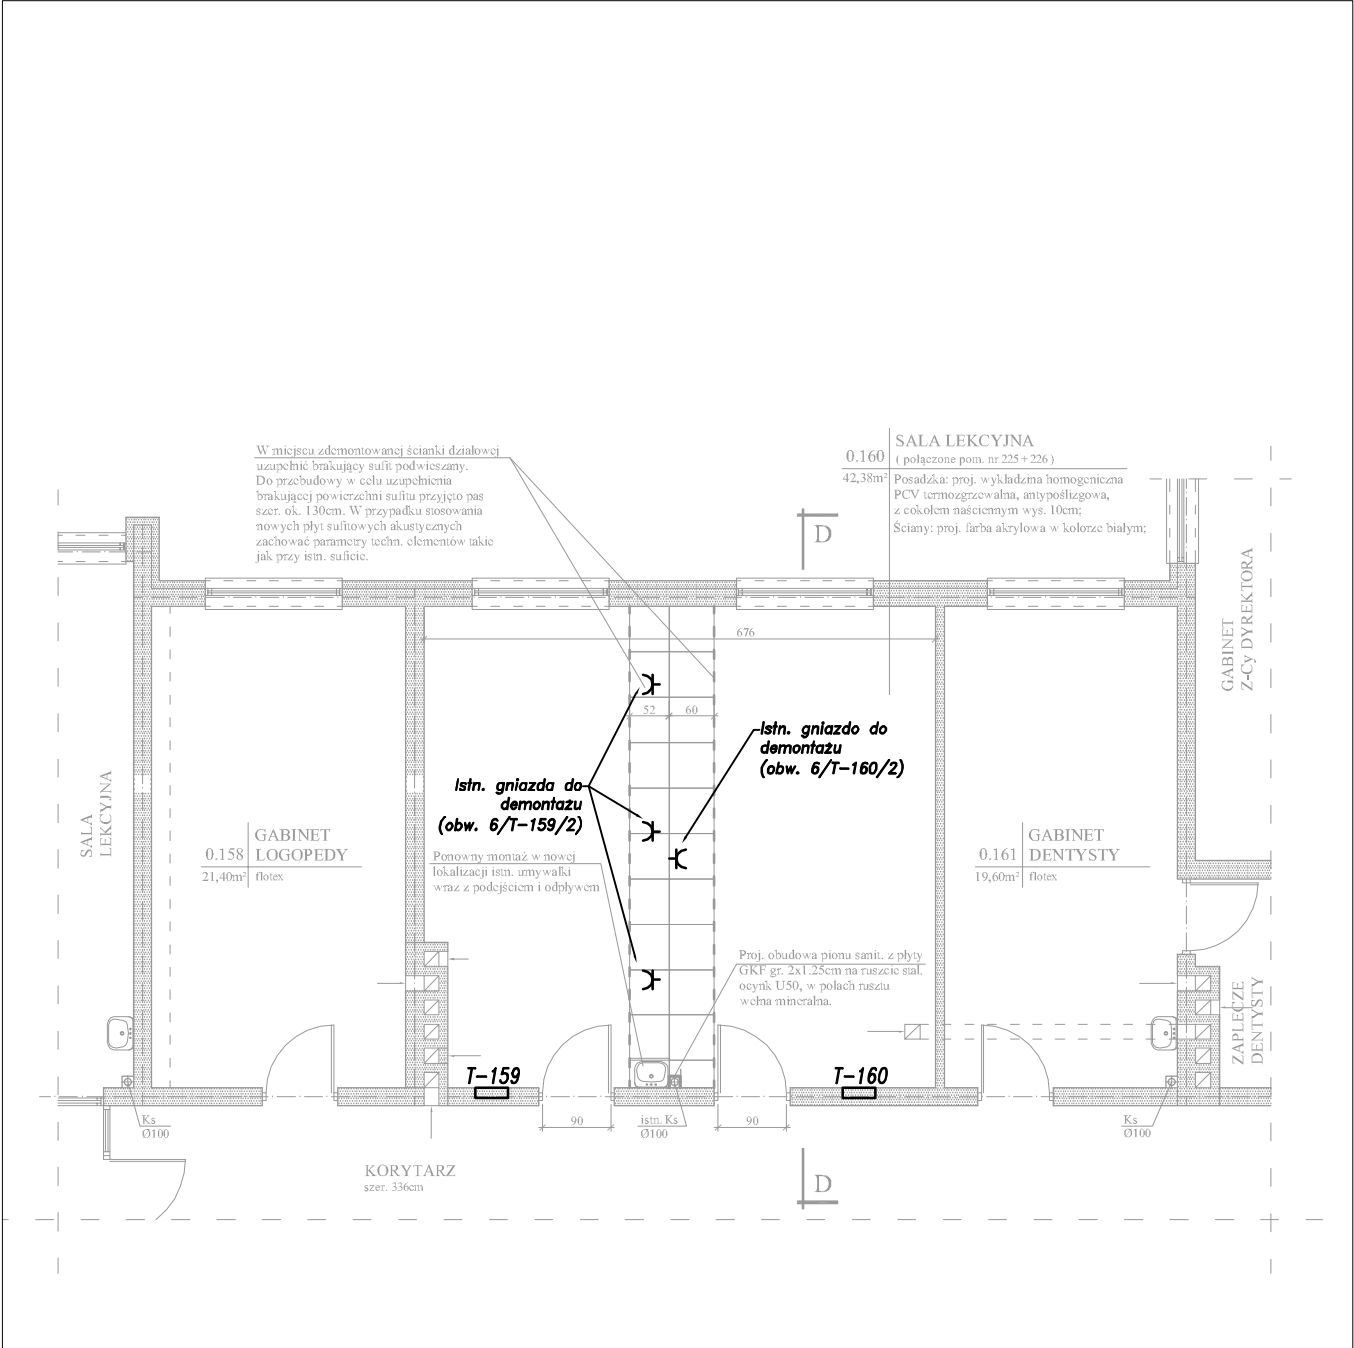 W miejscu zdemontowanej ścianki działowej
uzupełnić brakujący sufit podwieszany.
Do przebudowy w celu uzupełnienia
brakującej powierzchni sufitu przyjęto pas
szer. ok. 130cm. W przypadku stosowania
nowych płyt sufitowych akustycznych
zachować parametry techn. elementów takie
jak przy istn. suficie.
SALA LEKCYJNA
0.160
( połączone pom. nr 225 + 226 )
42,38m²
Posadzka: proj. wykładzina homogeniczna
PCV termozgrzewalna, antypoślizgowa,
z cokołem naściennym wys. 10cm;
Ściany: proj. farba akrylowa w kolorze białym;
D
GABINET
Z-Cy DYREKTORA
676
52
60
Istn. gniazdo do
demontażu
(obw. 6/T-160/2)
Istn. gniazda do
demontażu
(obw. 6/T-159/2)
SALA
LEKCYJNA
0.158
GABINET
LOGOPEDY
21,40m²
flotex
Ponowny montaż w nowej
lokalizacji istn. umywalki
wraz z podejściem i odpływem
0.161
GABINET
DENTYSTY
19,60m²
flotex
Proj. obudowa pionu sanit. z płyty
GKF gr. 2x1.25cm na ruszcie stal.
ocynk U50, w polach rusztu
wełna mineralna.
ZAPLECZE
DENTYSTY
T-159
T-160
Ks
Ø100
90
istn. Ks
Ø100
90
Ks
Ø100
KORYTARZ
szer. 336cm
D